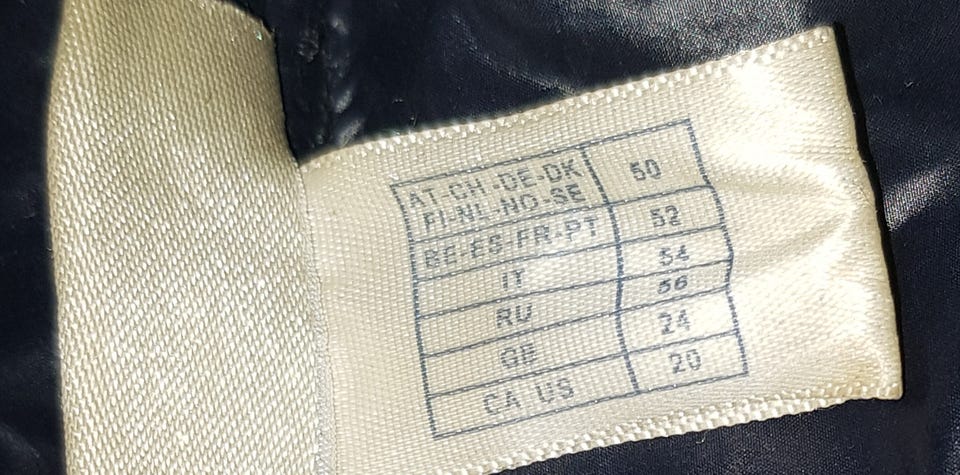 AT-CH-DE-DK 50
FI-NL-NO-SE
BE-ES-FR-PT 52
IT 54
RU 56
GB 24
CA US 20